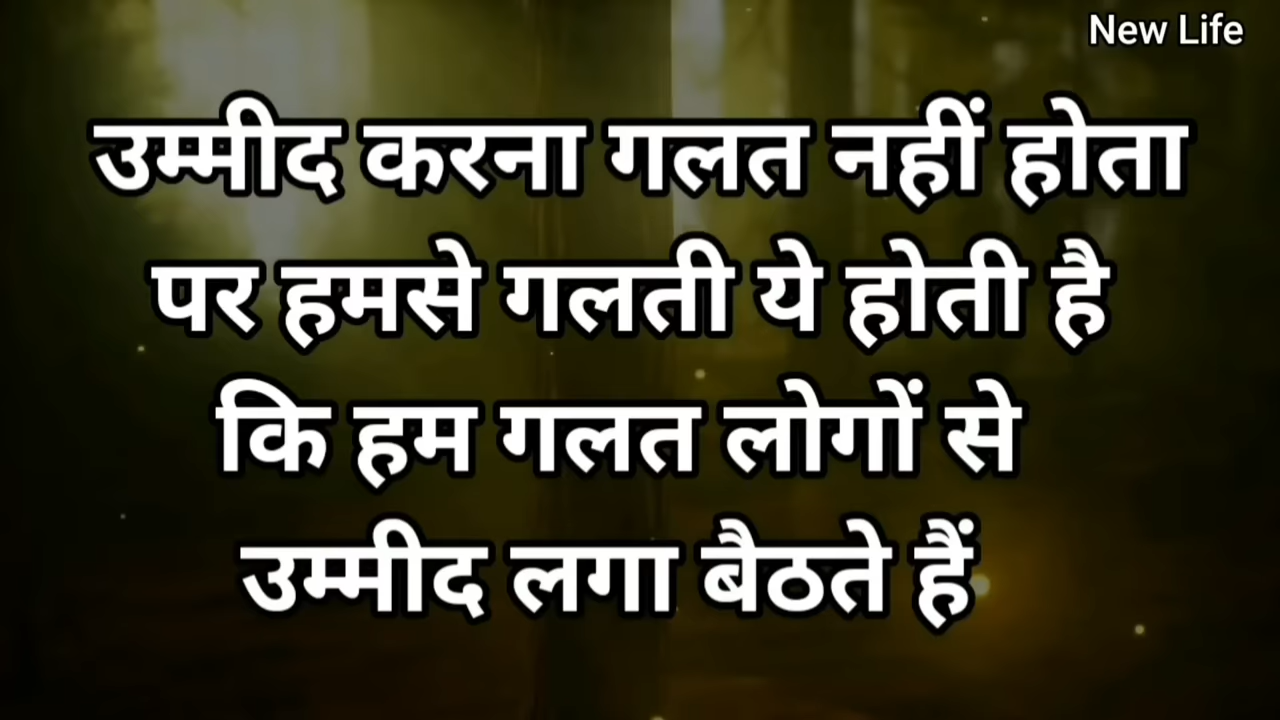 New Life
उम्मीद करना गलत नहीं होता
पर हमसे गलती ये होती है
कि हम गलत लोगों से
उम्मीद लगा बैठते हैं